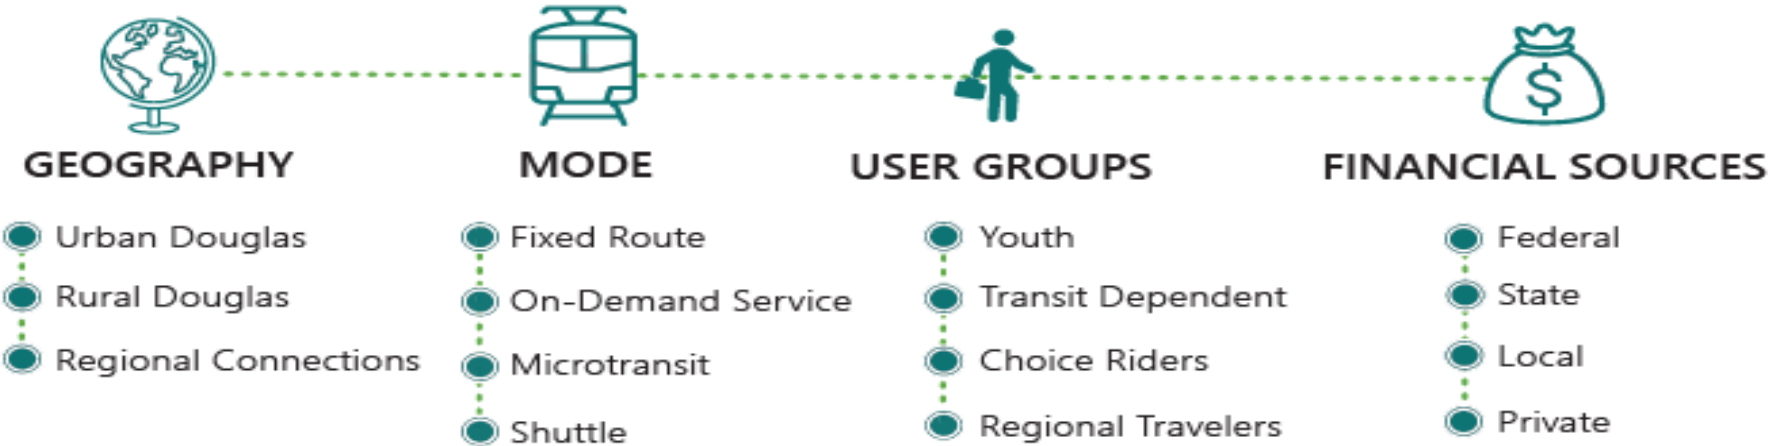 GEOGRAPHY
Urban Douglas
Rural Douglas
Regional Connections
MODE
Fixed Route
On-Demand Service
Microtransit
Shuttle
USER GROUPS
Youth
Transit Dependent
Choice Riders
Regional Travelers
$
FINANCIAL SOURCES
Federal
State
Local
Private